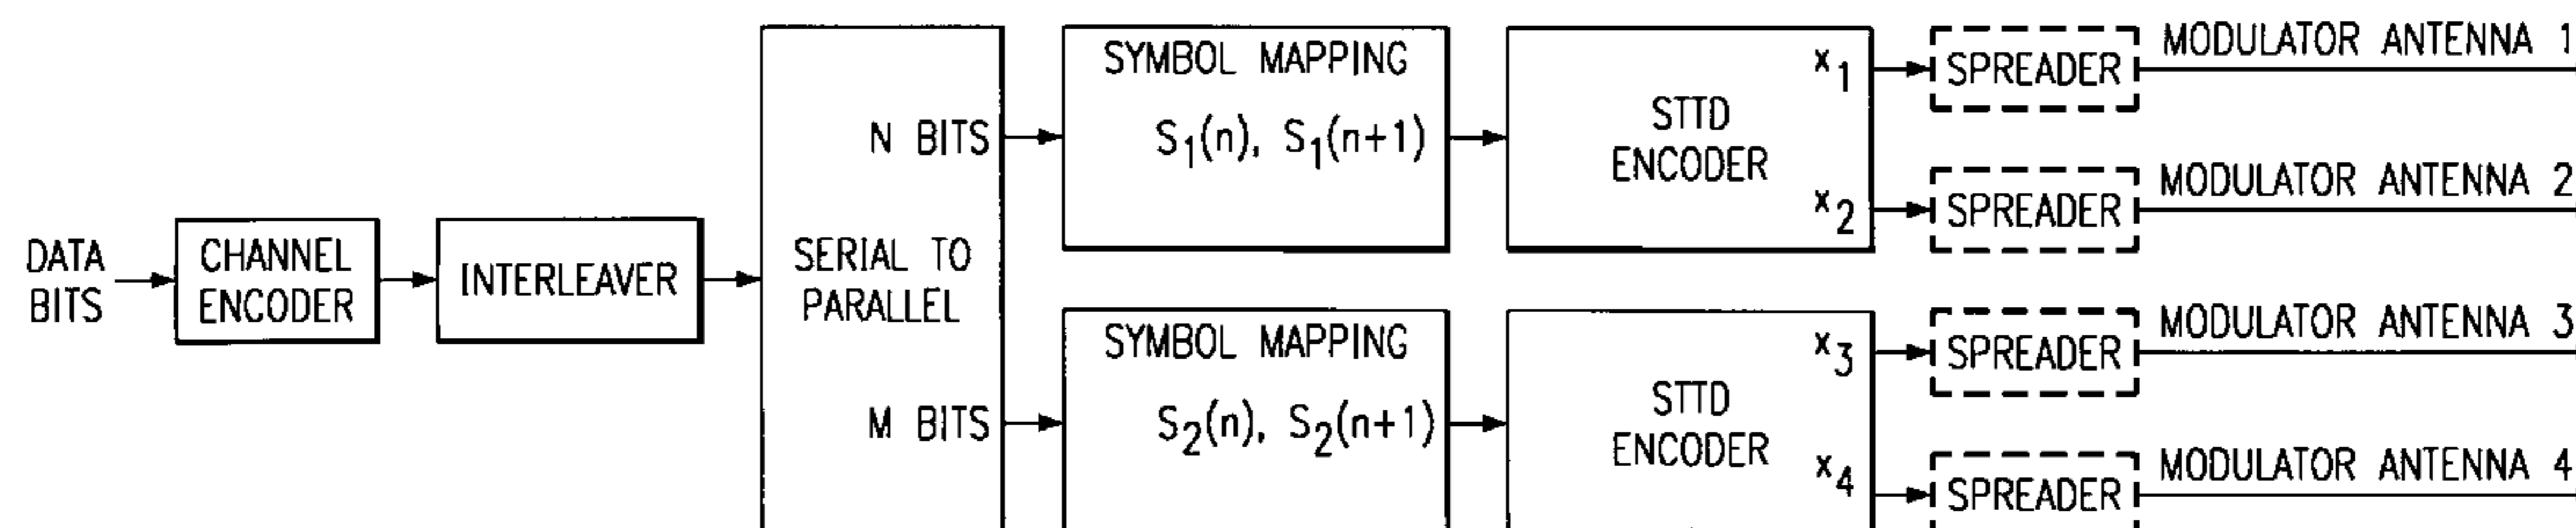 DATA
BITS
CHANNEL
ENCODER
INTERLEAVER
SERIAL TO
PARALLEL
N BITS
M BITS
SYMBOL MAPPING
S1(n), S1(n+1)
STTD
ENCODER
x1
x2
SPREADER
MODULATOR ANTENNA 1
SPREADER
MODULATOR ANTENNA 2
SYMBOL MAPPING
S2(n), S2(n+1)
STTD
ENCODER
x3
x4
SPREADER
MODULATOR ANTENNA 3
SPREADER
MODULATOR ANTENNA 4